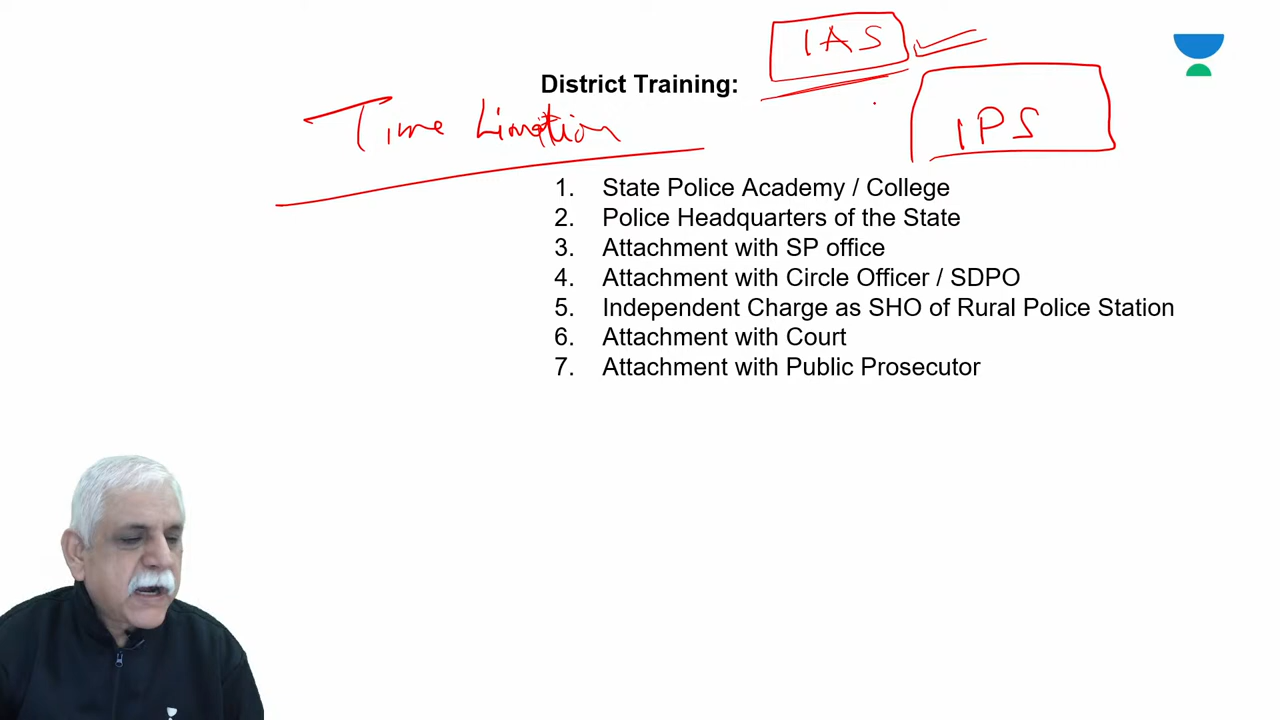 IAS
District Training:
Time Limation
IPS
1. State Police Academy / College
2. Police Headquarters of the State
3. Attachment with SP office
4. Attachment with Circle Officer / SDPO
5. Independent Charge as SHO of Rural Police Station
6. Attachment with Court
7. Attachment with Public Prosecutor